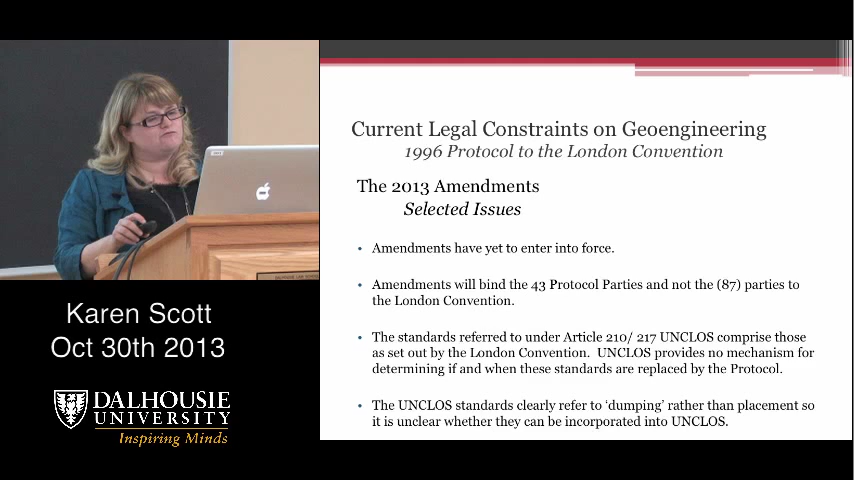 Current Legal Constraints on Geoengineering
1996 Protocol to the London Convention
The 2013 Amendments
Selected Issues
• Amendments have yet to enter into force.
• Amendments will bind the 43 Protocol Parties and not the (87) parties to
the London Convention.
• The standards referred to under Article 210/ 217 UNCLOS comprise those
as set out by the London Convention. UNCLOS provides no mechanism for
determining if and when these standards are replaced by the Protocol.
• The UNCLOS standards clearly refer to ‘dumping’ rather than placement so
it is unclear whether they can be incorporated into UNCLOS.
Karen Scott
Oct 30th 2013
DALHOUSIE
UNIVERSITY
Inspiring Minds